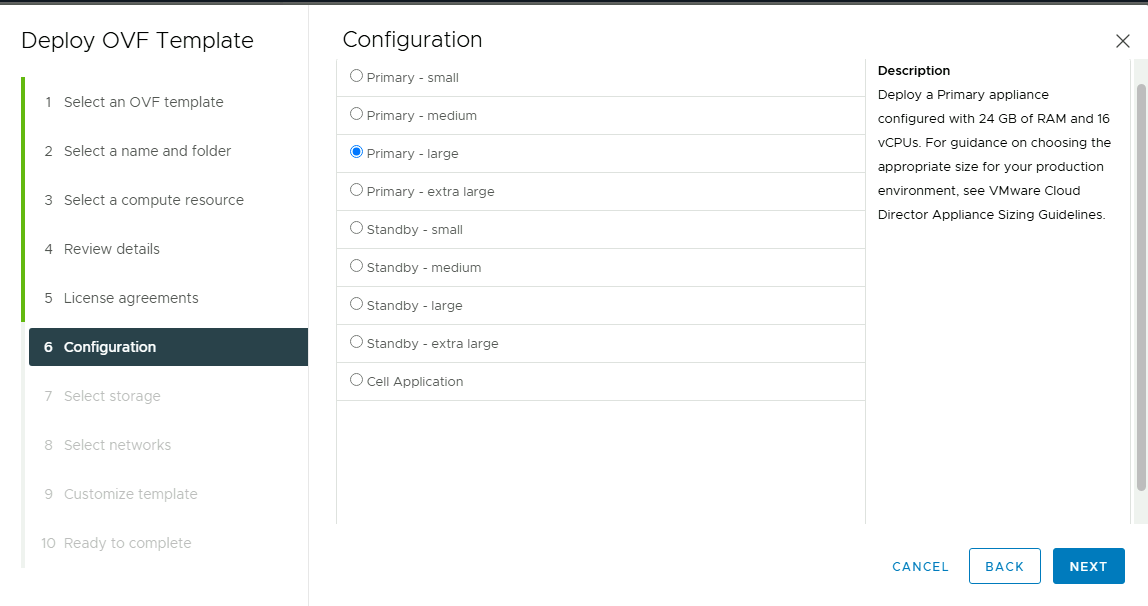 Deploy OVF Template
1 Select an OVF template
2 Select a name and folder
3 Select a compute resource
4 Review details
5 License agreements
6 Configuration
7 Select storage
8 Select networks
9 Customize template
10 Ready to complete
Configuration
Primary - small
Primary - medium
Primary - large
Primary - extra large
Standby - small
Standby - medium
Standby - large
Standby - extra large
Cell Application
Description
Deploy a Primary appliance
configured with 24 GB of RAM and 16
vCPUs. For guidance on choosing the
appropriate size for your production
environment, see VMware Cloud
Director Appliance Sizing Guidelines.
CANCEL
BACK
NEXT